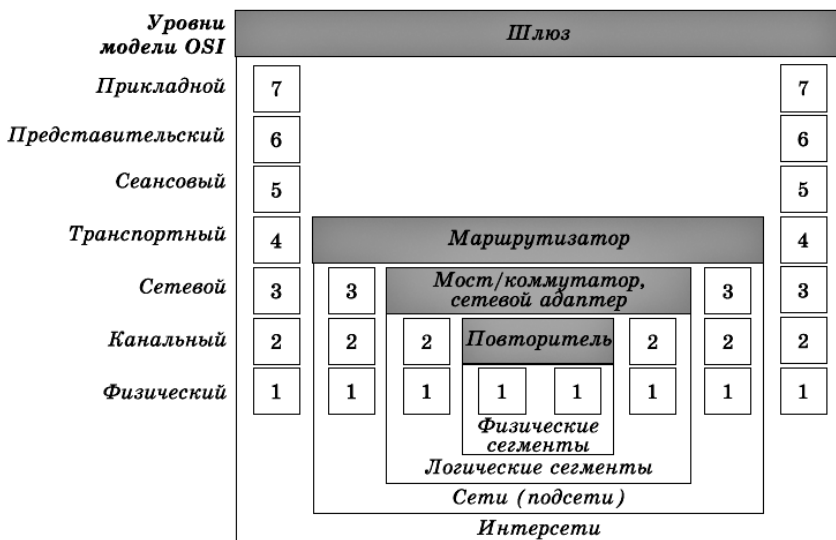 Уровни
модели OSI
Шлюз
Прикладной 7 7
Представительский 6 6
Сеансовый 5 5
Транспортный 4 Маршрутизатор 4
Сетевой 3 3 Мост/коммутатор, 3 3
сетевой адаптер
Канальный 2 2 2 Повторитель 2 2 2
Физический 1 1 1 1 1 1 1 1
Физические
сегменты
Логические сегменты
Сети (подсети)
Интерсети